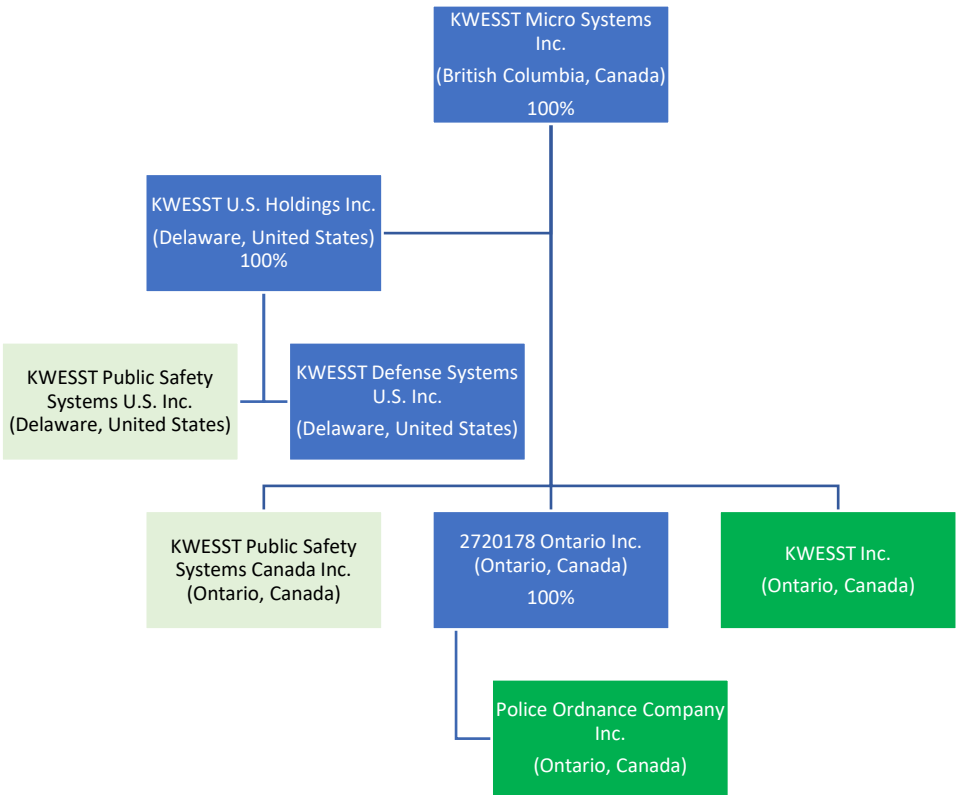 KWESST Micro Systems
Inc.
(British Columbia, Canada)
100%
KWESST U.S. Holdings Inc.
(Delaware, United States)
100%
KWESST Public Safety
Systems U.S. Inc.
(Delaware, United States)
KWESST Defense Systems
U.S. Inc.
(Delaware, United States)
KWESST Public Safety
Systems Canada Inc.
(Ontario, Canada)
2720178 Ontario Inc.
(Ontario, Canada)
100%
KWESST Inc.
(Ontario, Canada)
Police Ordnance Company
Inc.
(Ontario, Canada)